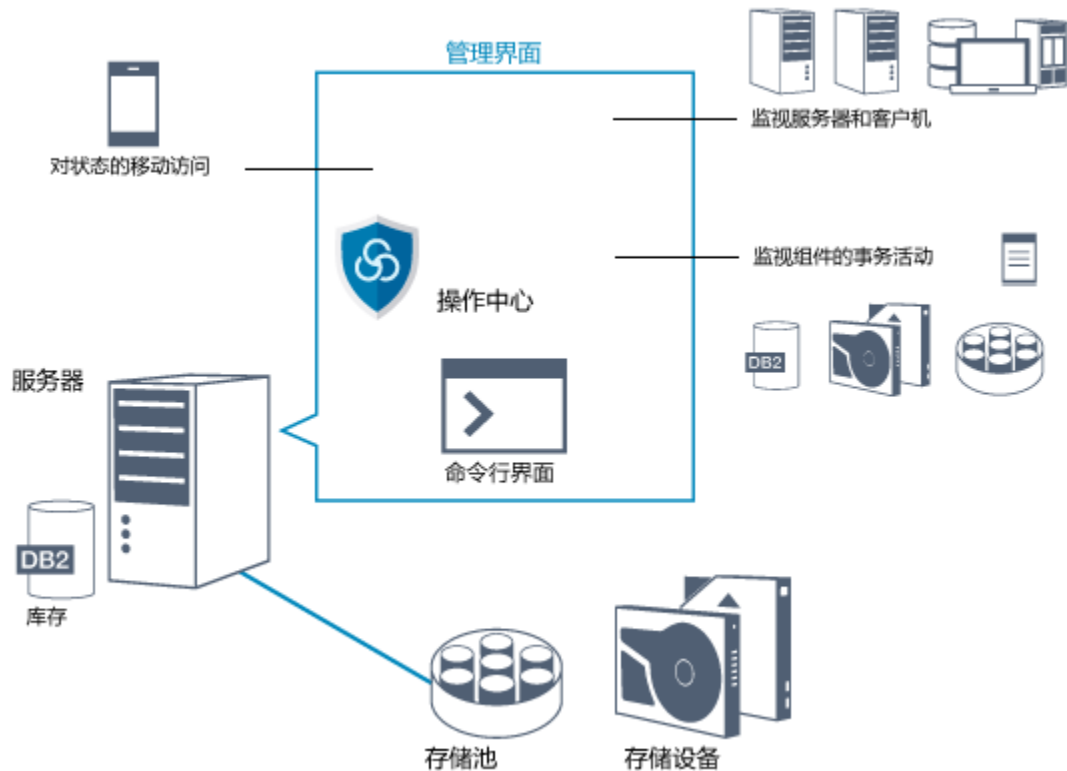 管理界面
监视服务器和客户机
对状态的移动访问
监视组件的事务活动
操作中心
DB2
服务器
命令行界面
DB2
库存
存储池
存储设备